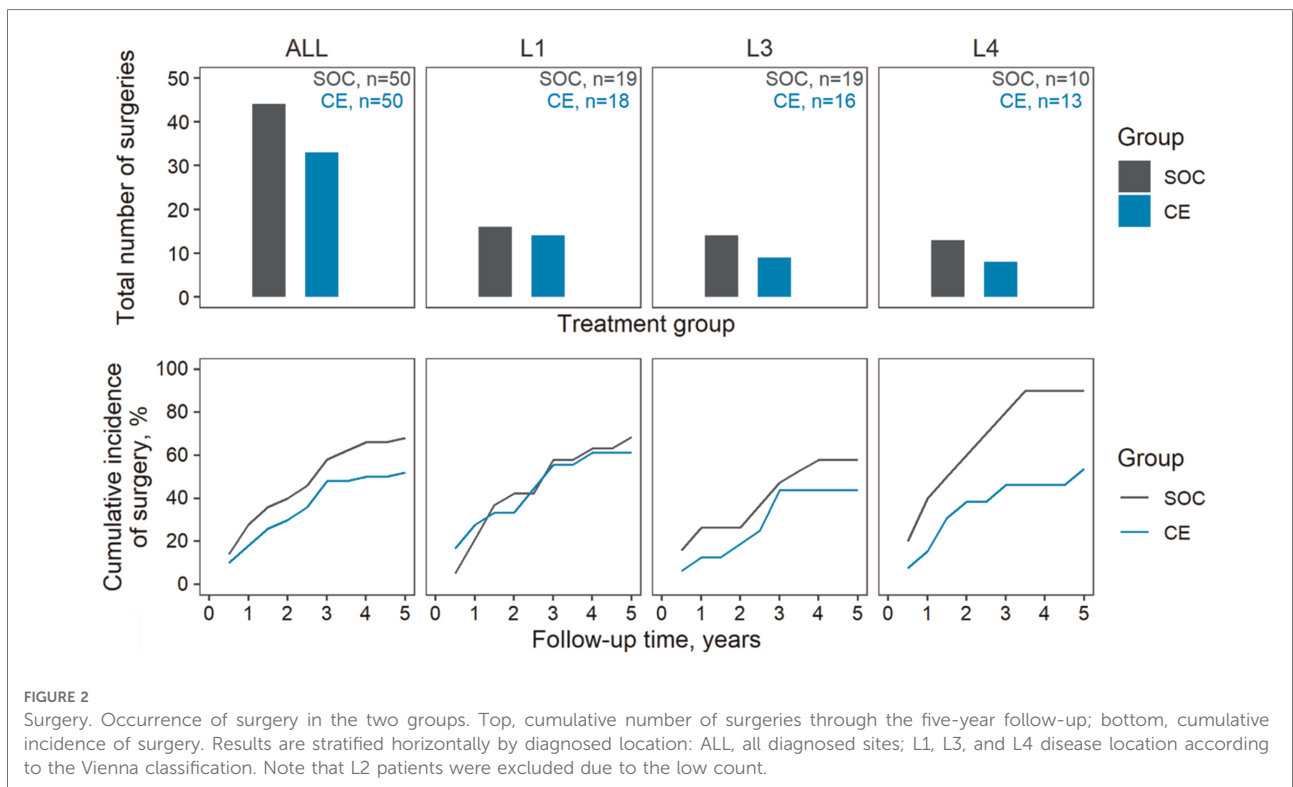 ALL
L1
L3
L4
Total number of surgeries
50
40
30
20
10
0
SOC, n=50
CE, n=50
SOC, n=19
CE, n=18
SOC, n=19
CE, n=16
SOC, n=10
CE, n=13
Group
SOC
CE
Treatment group
Cumulative incidence
of surgery, %
100
80
60
40
20
0
0 1 2 3 4 5
0 1 2 3 4 5
0 1 2 3 4 5
0 1 2 3 4 5
Follow-up time, years
Group
SOC
CE
FIGURE 2
Surgery. Occurrence of surgery in the two groups. Top, cumulative number of surgeries through the five-year follow-up; bottom, cumulative
incidence of surgery. Results are stratified horizontally by diagnosed location: ALL, all diagnosed sites; L1, L3, and L4 disease location according
to the Vienna classification. Note that L2 patients were excluded due to the low count.